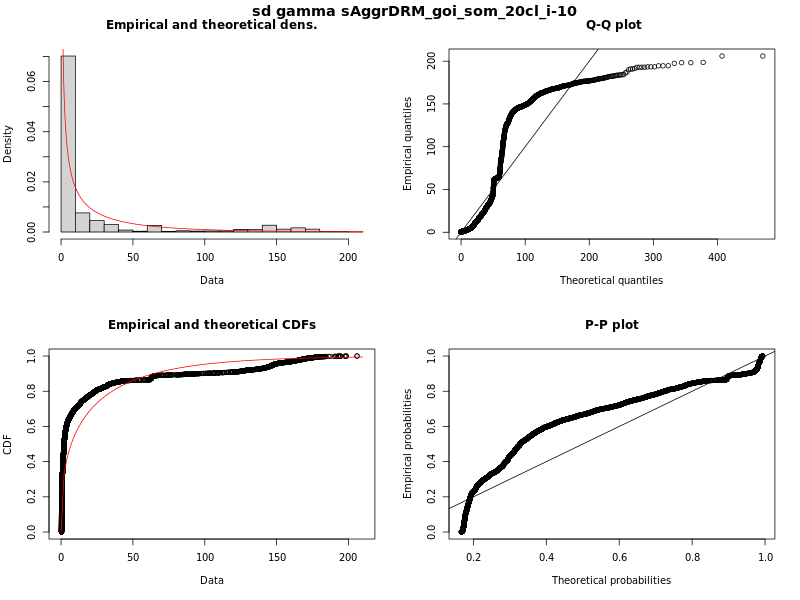 sd gamma sAggrDRM_goi_som_20cl_i-10
Empirical and theoretical dens.
Density
0.00 0.02 0.04 0.06
0 50 100 150 200
Data
Q-Q plot
Empirical quantiles
0 50 100 150 200
0 100 200 300 400
Theoretical quantiles
Empirical and theoretical CDFs
CDF
0.0 0.2 0.4 0.6 0.8 1.0
0 50 100 150 200
Data
P-P plot
Empirical probabilities
0.0 0.2 0.4 0.6 0.8 1.0
0.2 0.4 0.6 0.8 1.0
Theoretical probabilities